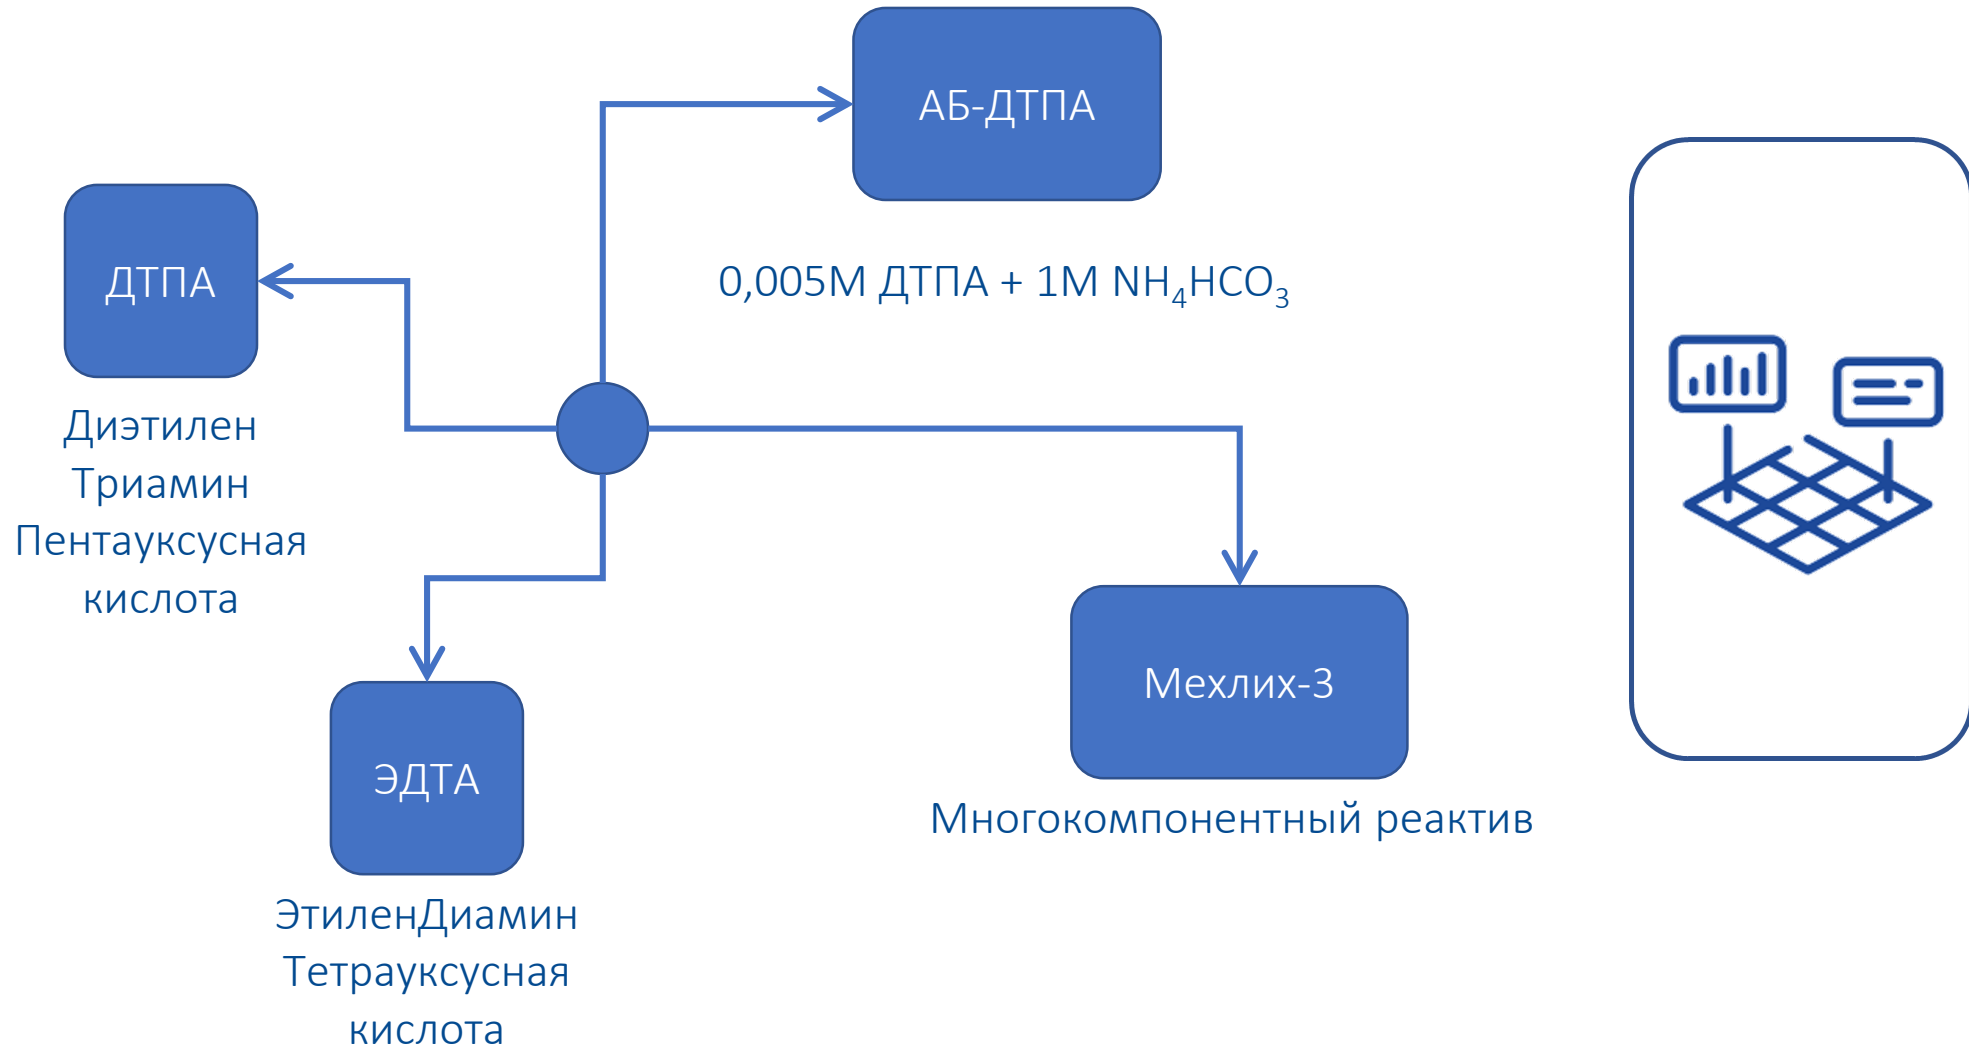 АБ-ДТПА
0,005М ДТПА + 1М NH₄HCO₃
ДТПА
Диэтилен
Триамин
Пентауксусная
кислота
Мехлих-3
Многокомпонентный реактив
ЭДТА
ЭтиленДиамин
Тетрауксусная
кислота